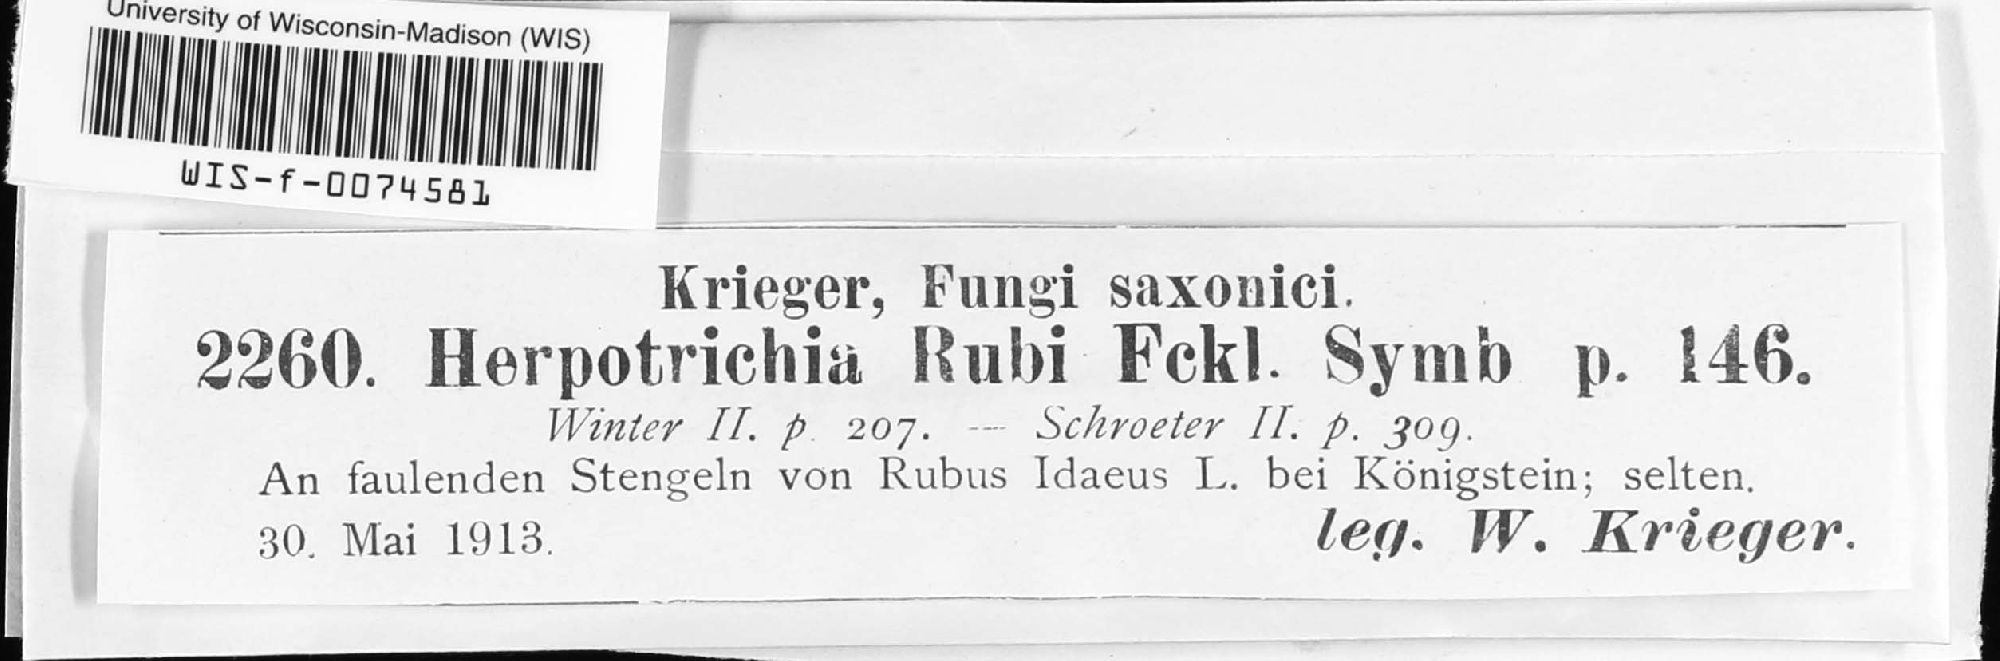 University of Wisconsin-Madison (WIS)
WIS-f-0074581
Krieger, Fungi saxonici.
2260. Herpotrichia Rubi Fckl. Symb p. 146.
Winter II. p. 207. — Schroeter II. p. 309.
An faulenden Stengeln von Rubus Idaeus L. bei Königstein; selten.
30. Mai 1913.
leg. W. Krieger.